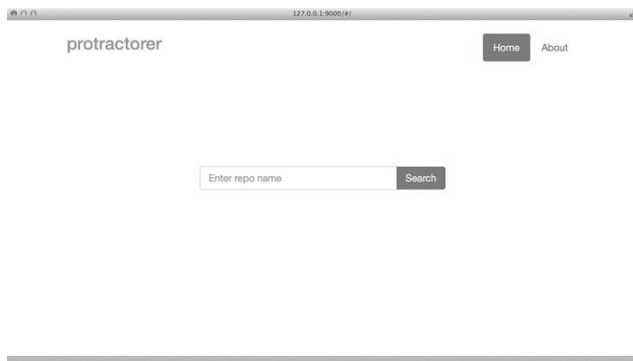 127.0.0.1:9000/#/
protractorer
Home About
Enter repo name Search